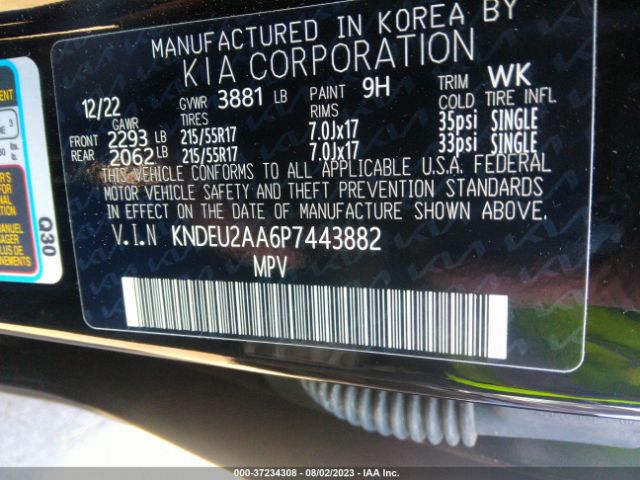 MANUFACTURED IN KOREA BY
KIA CORPORATION
12/22 GVWR 3881 LB PAINT 9H TRIM WK
GAWR TIRES RIMS COLD TIRE INFL
FRONT 2293 LB 215/55R17 7.0Jx17 35psi SINGLE
REAR 2062 LB 215/55R17 7.0Jx17 33psi SINGLE
THIS VEHICLE CONFORMS TO ALL APPLICABLE U.S.A. FEDERAL
MOTOR VEHICLE SAFETY AND THEFT PREVENTION STANDARDS
IN EFFECT ON THE DATE OF MANUFACTURE SHOWN ABOVE.
V.I.N KNDEU2AA6P7443882
MPV
Q30
000-37234308 - 08/02/2023 - IAA Inc.